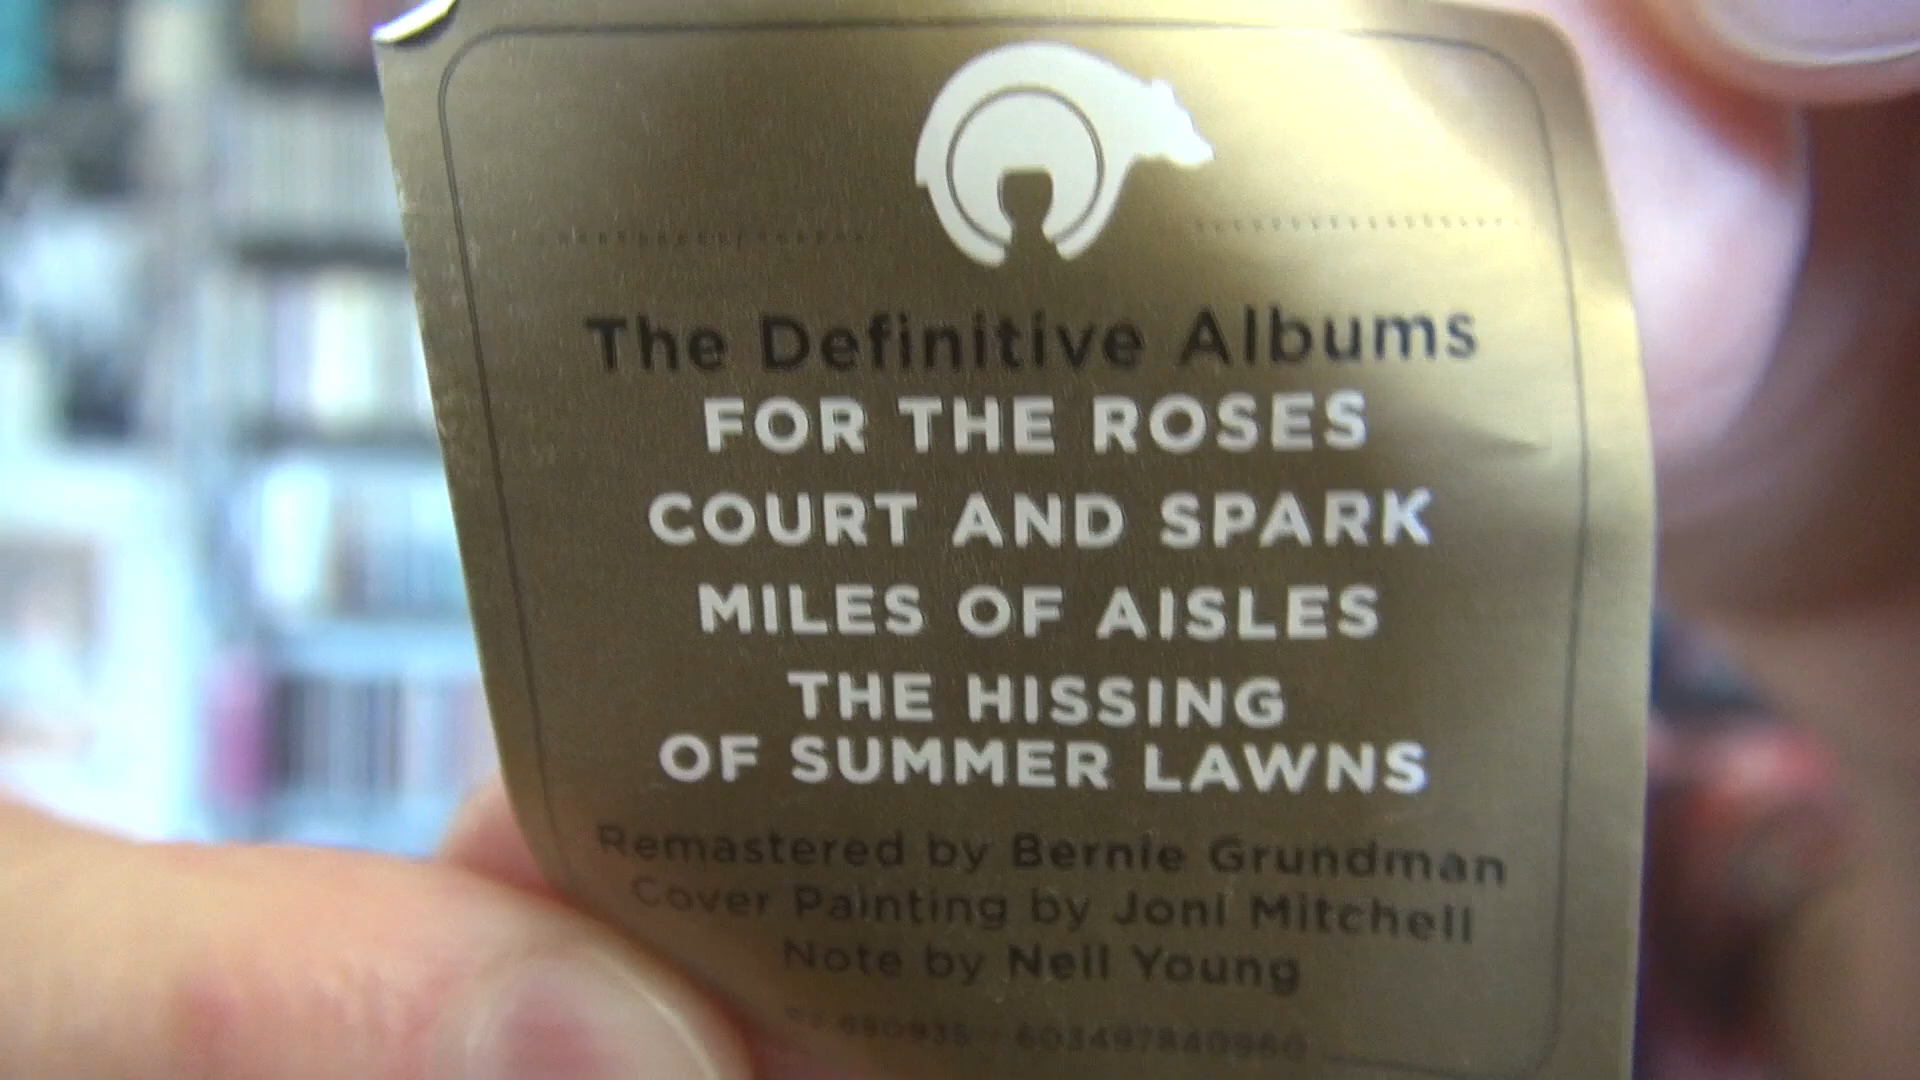 The Definitive Albums
FOR THE ROSES
COURT AND SPARK
MILES OF AISLES
THE HISSING
OF SUMMER LAWNS
Remastered by Bernie Grundman
Cover Painting by Joni Mitchell
Note by Neil Young
603497840960